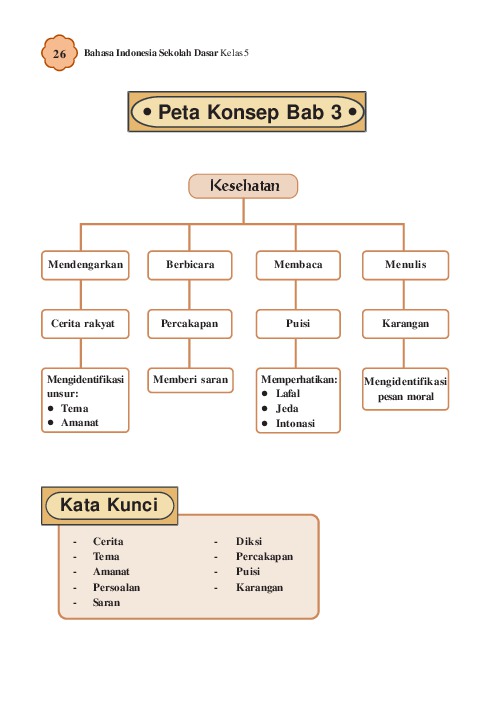 26
Bahasa Indonesia Sekolah Dasar Kelas 5
• Peta Konsep Bab 3 •
Kesehatan
Mendengarkan
Berbicara
Membaca
Menulis
Cerita rakyat
Percakapan
Puisi
Karangan
Mengidentifikasi
unsur:
● Tema
● Amanat
Memberi saran
Memperhatikan:
● Lafal
● Jeda
● Intonasi
Mengidentifikasi
pesan moral
Kata Kunci
- Cerita
- Tema
- Amanat
- Persoalan
- Saran
- Diksi
- Percakapan
- Puisi
- Karangan